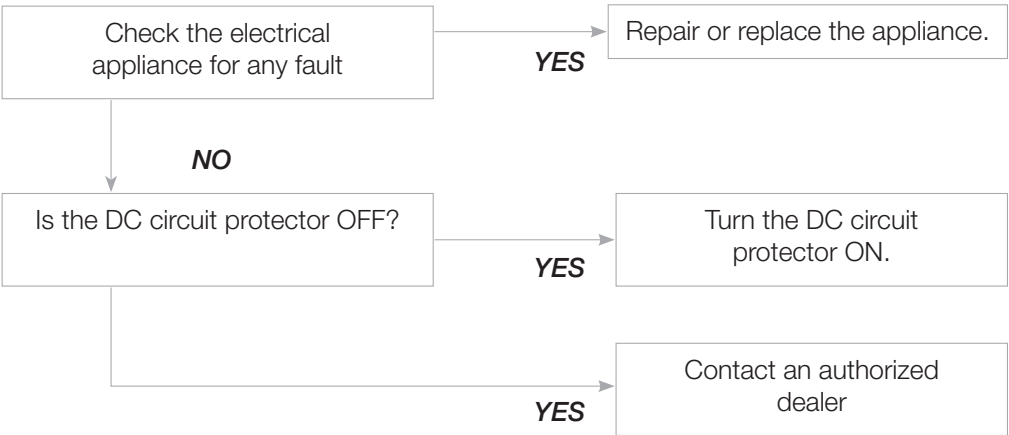 Check the electrical
appliance for any fault
YES
Repair or replace the appliance.
NO
Is the DC circuit protector OFF?
YES
Turn the DC circuit
protector ON.
YES
Contact an authorized
dealer